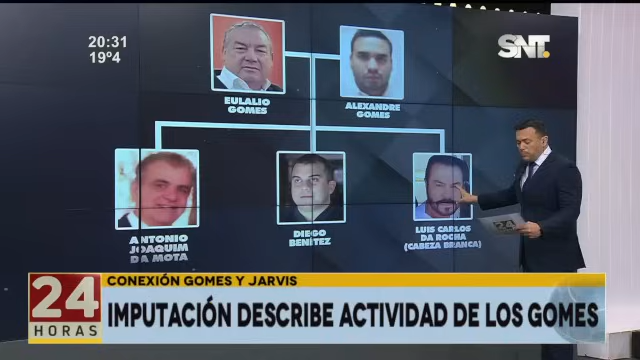 20:31
19°4
SNT.
EULALIO
GOMES
ALEXANDRE
GOMES
ANTONIO
JOAQUIM
DA MOTA
DIEGO
BENÍTEZ
LUIS CARLOS
DA ROCHA
(CABEZA BRANCA)
24
24
HORAS
CONEXIÓN GOMES Y JARVIS
IMPUTACIÓN DESCRIBE ACTIVIDAD DE LOS GOMES